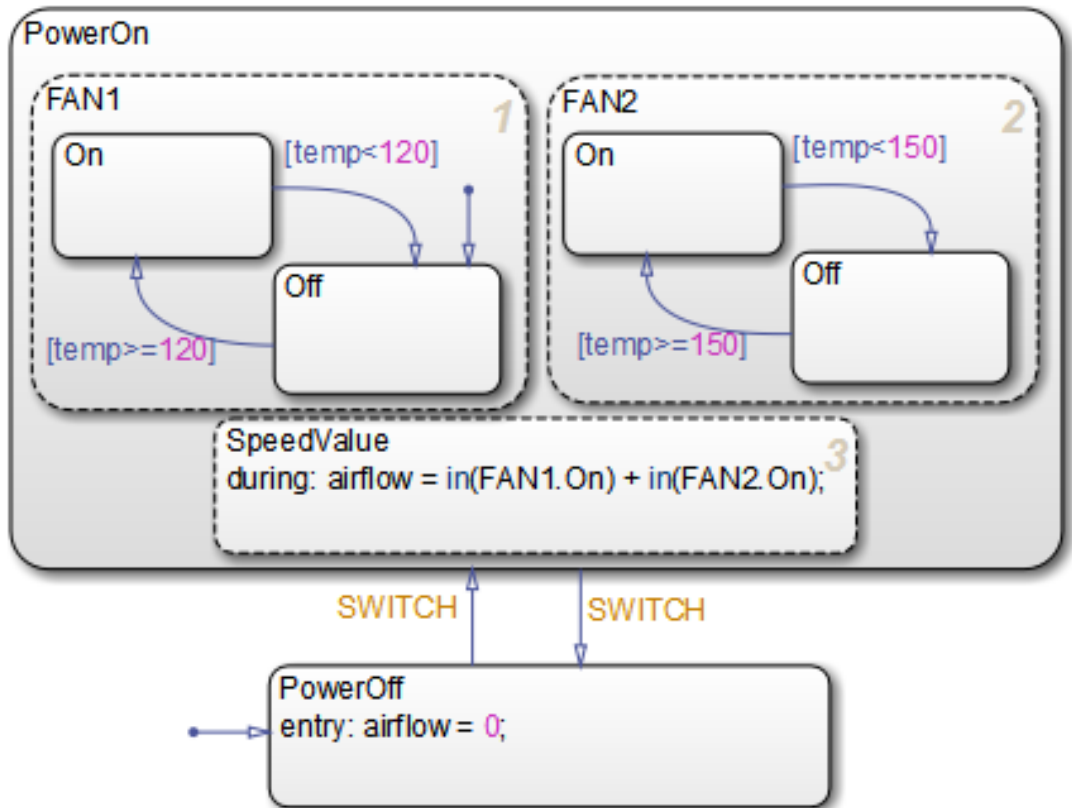 PowerOn
FAN1
1
On
[temp<120]
Off
[temp>=120]
FAN2
2
On
[temp<150]
Off
[temp>=150]
SpeedValue
3
during: airflow = in(FAN1.On) + in(FAN2.On);
SWITCH
SWITCH
PowerOff
entry: airflow = 0;